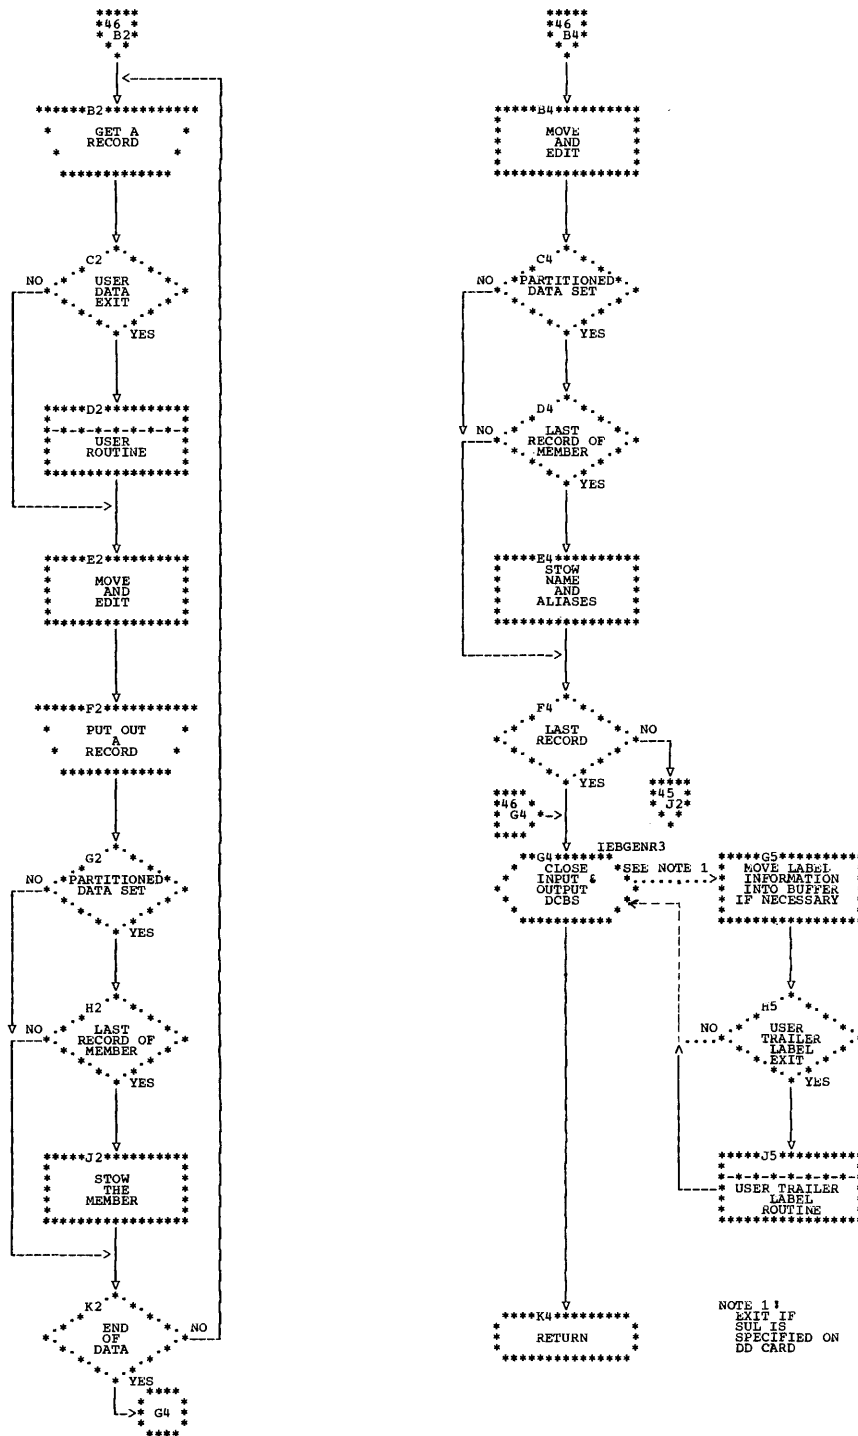 46
B2
B2
GET A
RECORD
C2
NO
USER
DATA
EXIT
YES
D2
USER
ROUTINE
E2
MOVE
AND
EDIT
F2
PUT OUT
A
RECORD
G2
NO
PARTITIONED
DATA SET
YES
H2
NO
LAST
RECORD OF
MEMBER
YES
J2
STOW
THE
MEMBER
K2
END
OF
DATA
NO
YES
G4
46
B4
B4
MOVE
AND
EDIT
C4
NO
PARTITIONED
DATA SET
YES
D4
NO
LAST
RECORD OF
MEMBER
YES
E4
STOW
NAME
AND
ALIASES
F4
LAST
RECORD
NO
YES
45
J2
46
G4
IEBGENR3
G4
CLOSE
INPUT &
OUTPUT
DCBS
SEE NOTE 1
G5
MOVE LABEL
INFORMATION
INTO BUFFER
IF NECESSARY
H5
NO
USER
TRAILER
LABEL
EXIT
YES
J5
USER TRAILER
LABEL
ROUTINE
K4
RETURN
NOTE 1:
EXIT IF
SUL IS
SPECIFIED ON
DD CARD